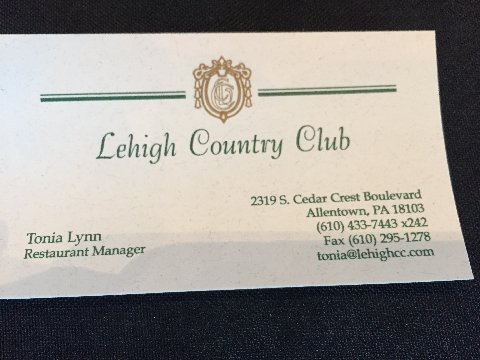 Lehigh Country Club
2319 S. Cedar Crest Boulevard
Allentown, PA 18103
(610) 433-7443 x242
Fax (610) 295-1278
tonia@lehighcc.com
Tonia Lynn
Restaurant Manager